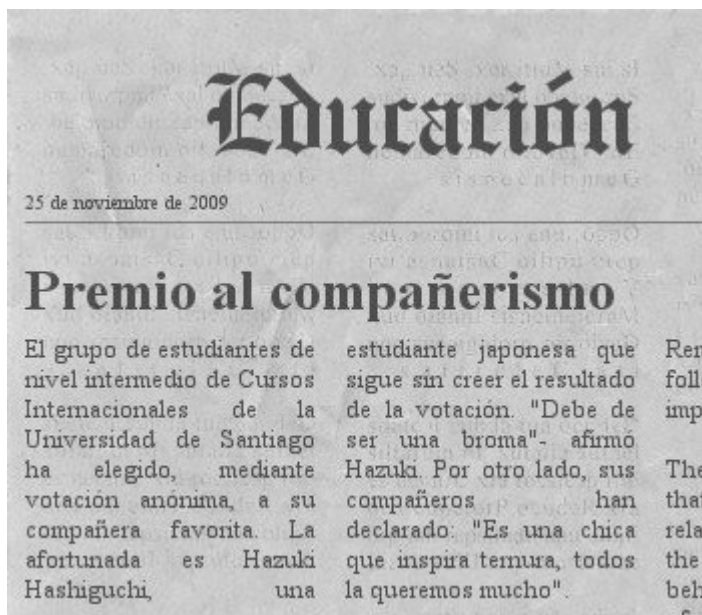 Educación
25 de noviembre de 2009
Premio al compañerismo
El grupo de estudiantes de
nivel intermedio de Cursos
Internacionales de la
Universidad de Santiago
ha elegido, mediante
votación anónima, a su
compañera favorita. La
afortunada es Hazuki
Hashiguchi, una
estudiante japonesa que
sigue sin creer el resultado
de la votación. "Debe de
ser una broma"- afirmó
Hazuki. Por otro lado, sus
compañeros han
declarado: "Es una chica
que inspira ternura, todos
la queremos mucho".
The
that
the